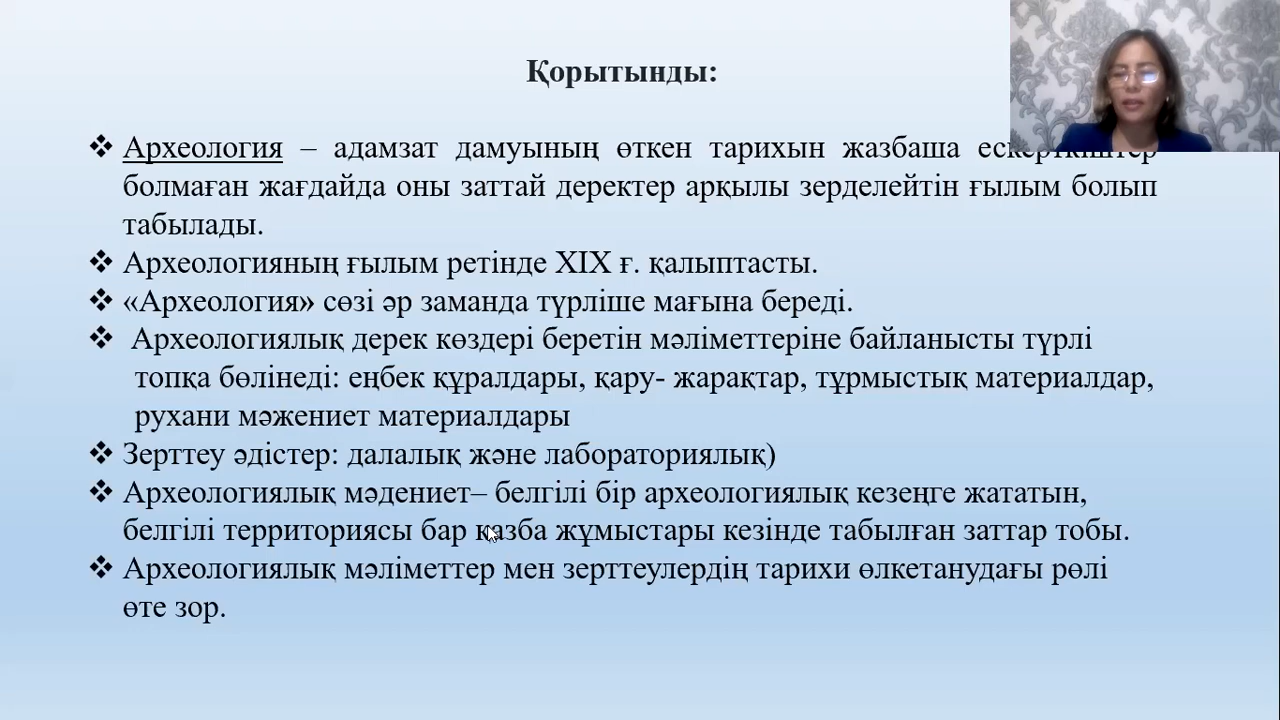 Қорытынды:
❖ Археология – адамзат дамуының өткен тарихын жазбаша
болмаған жағдайда оны заттай деректер арқылы зерделейтін ғылым болып
табылады.
❖ Археологияның ғылым ретінде XIX ғ. қалыптасты.
❖ «Археология» сөзі әр заманда түрліше мағына береді.
❖ Археологиялық дерек көздері беретін мәліметтеріне байланысты түрлі
топқа бөлінеді: еңбек құралдары, қару- жарақтар, тұрмыстық материалдар,
рухани мәжениет материалдары
❖ Зерттеу әдістер: далалық және лабораториялық)
❖ Археологиялық мәдениет– белгілі бір археологиялық кезеңге жататын,
белгілі территориясы бар қазба жұмыстары кезінде табылған заттар тобы.
❖ Археологиялық мәліметтер мен зерттеулердің тарихи өлкетанудағы рөлі
өте зор.